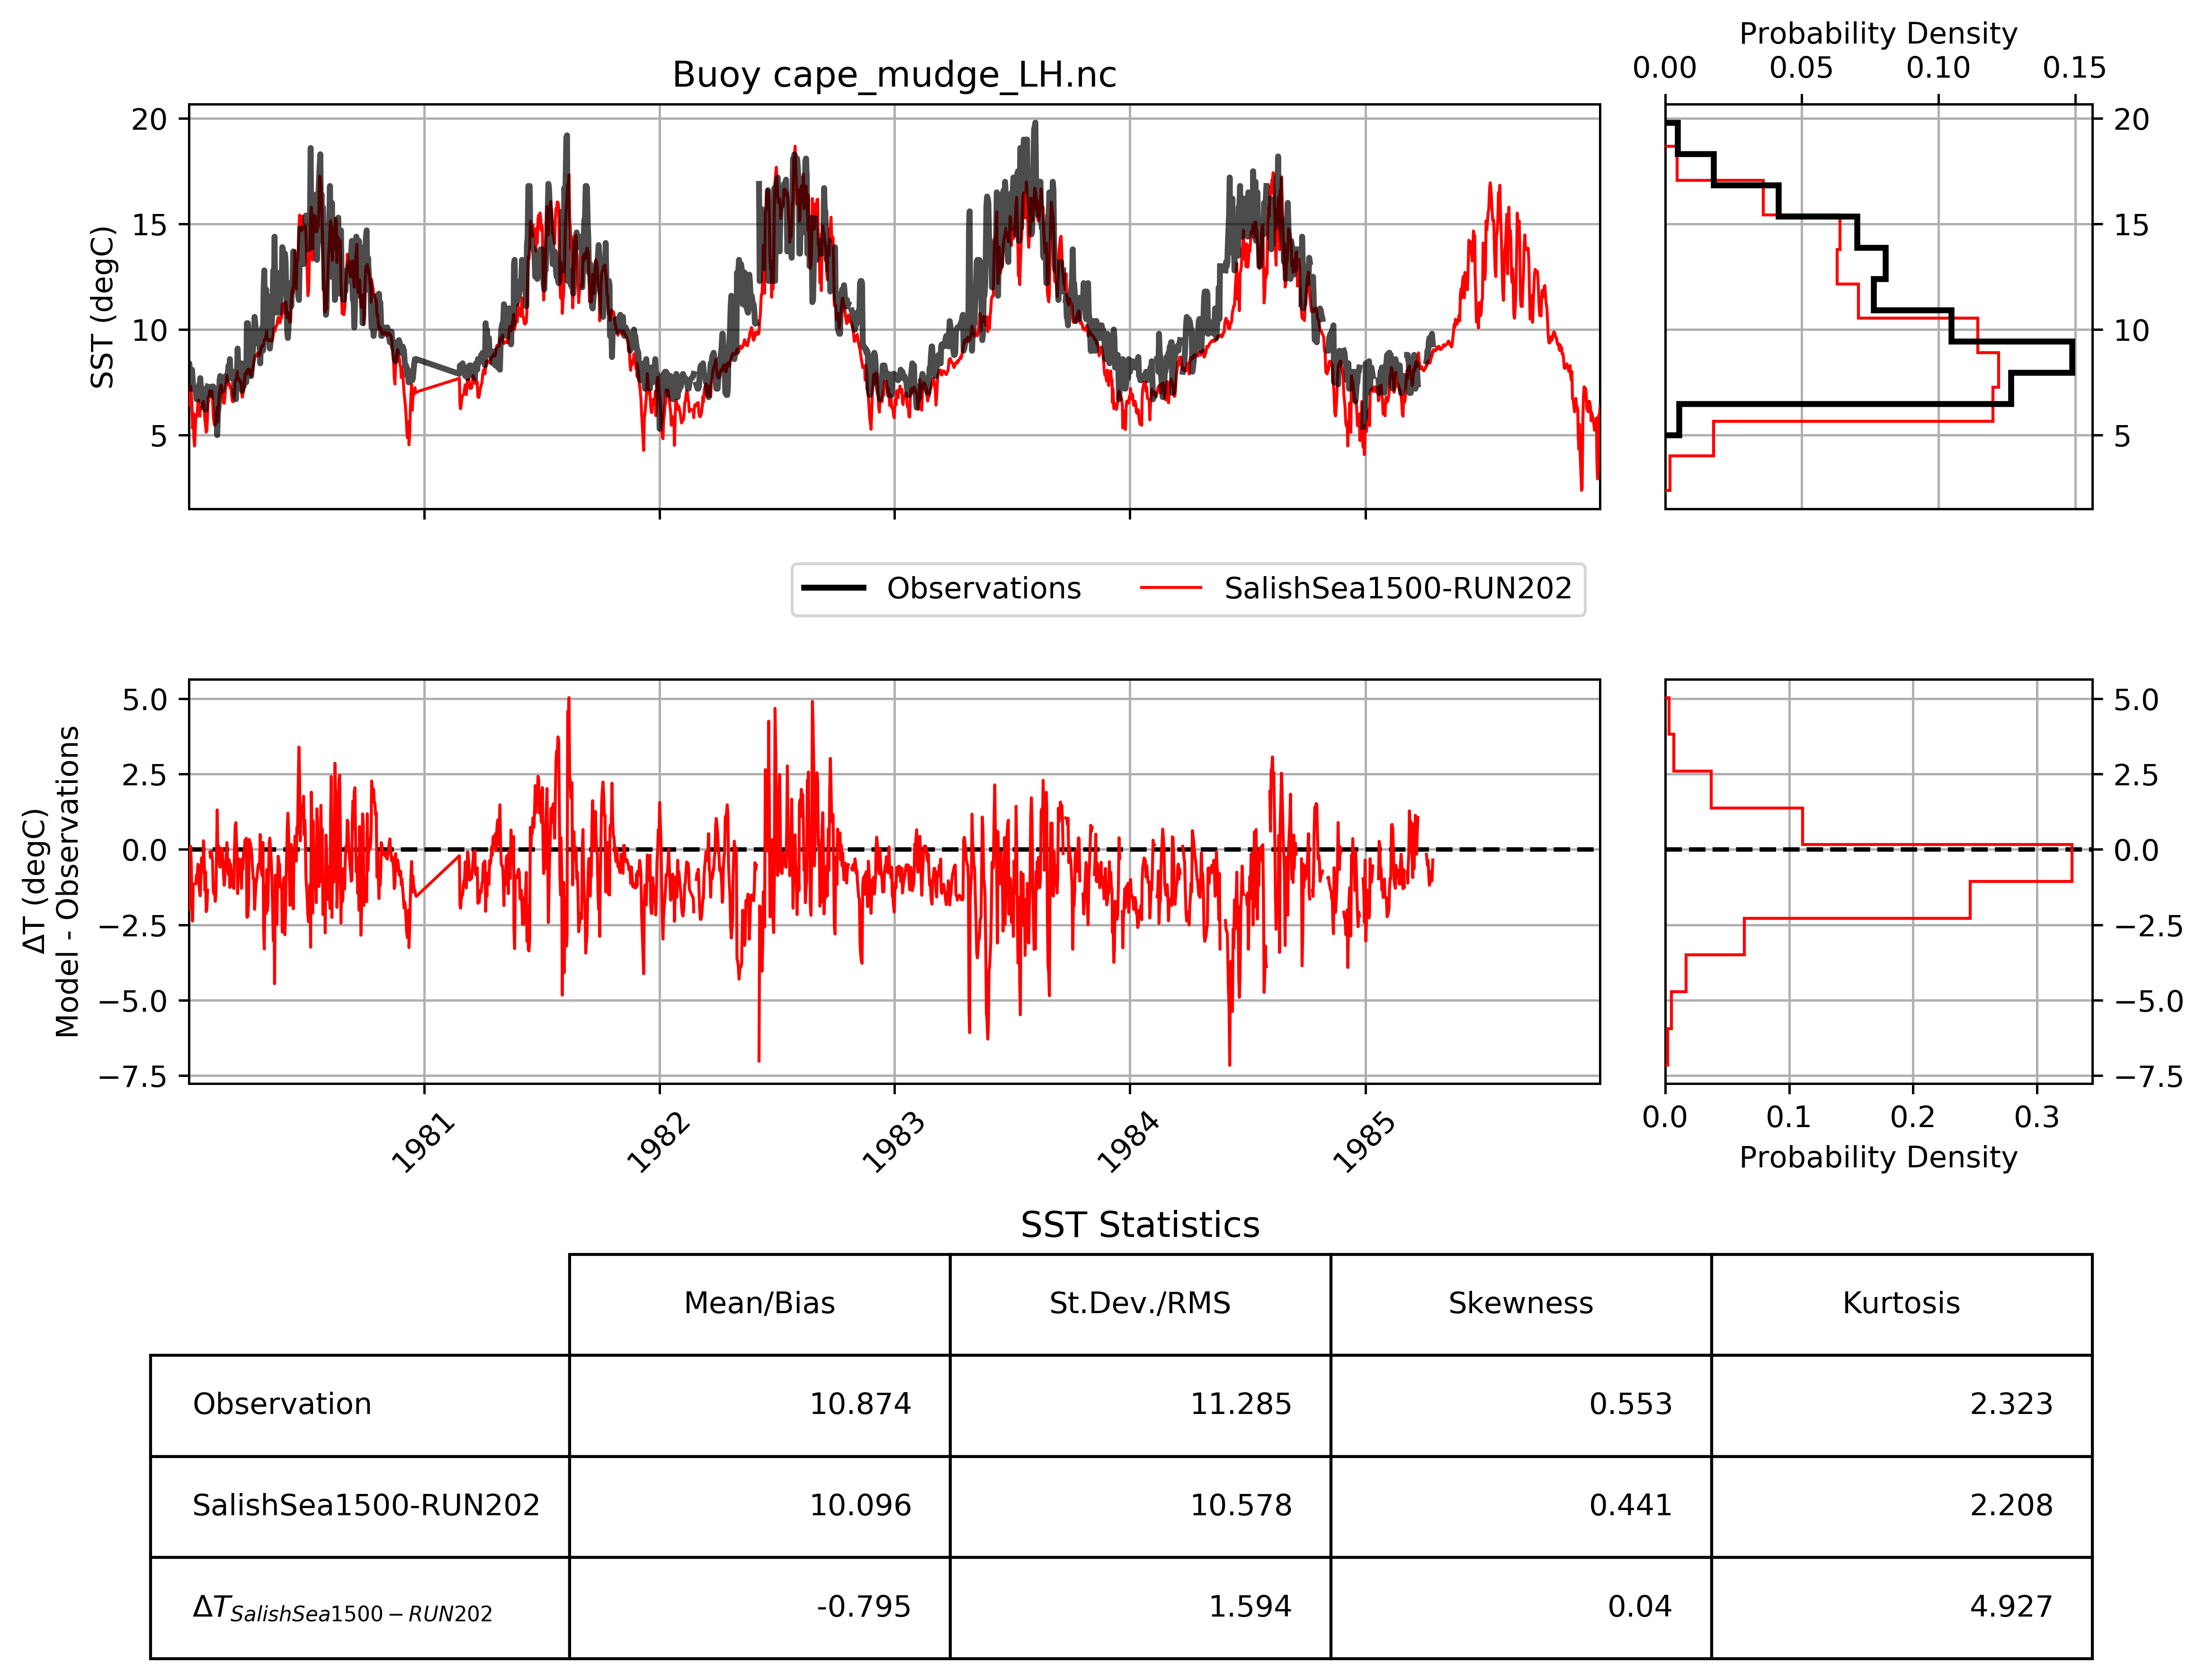 Probability Density
0.00 0.05 0.10 0.15
Buoy cape_mudge_LH.nc
SST (degC)
20
15
10
5
20
15
10
5
Observations SalishSea1500-RUN202
ΔT (degC)
Model - Observations
5.0
2.5
0.0
−2.5
−5.0
−7.5
5.0
2.5
0.0
−2.5
−5.0
−7.5
1981 1982 1983 1984 1985
0.0 0.1 0.2 0.3
Probability Density
SST Statistics
Mean/Bias St.Dev./RMS Skewness Kurtosis
Observation 10.874 11.285 0.553 2.323
SalishSea1500-RUN202 10.096 10.578 0.441 2.208
ΔT SalishSea1500−RUN202 -0.795 1.594 0.04 4.927